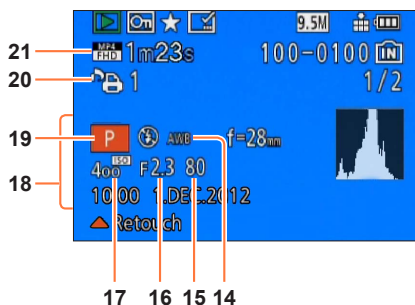 9.5M
21 MP4 FHD 1m23s 100-0100 IN
20 1 1/2
19 P AWB f=28mm
18 400 ISO F2.3 80
10:00 1.DEC.2012
Retouch
17 16 15 14